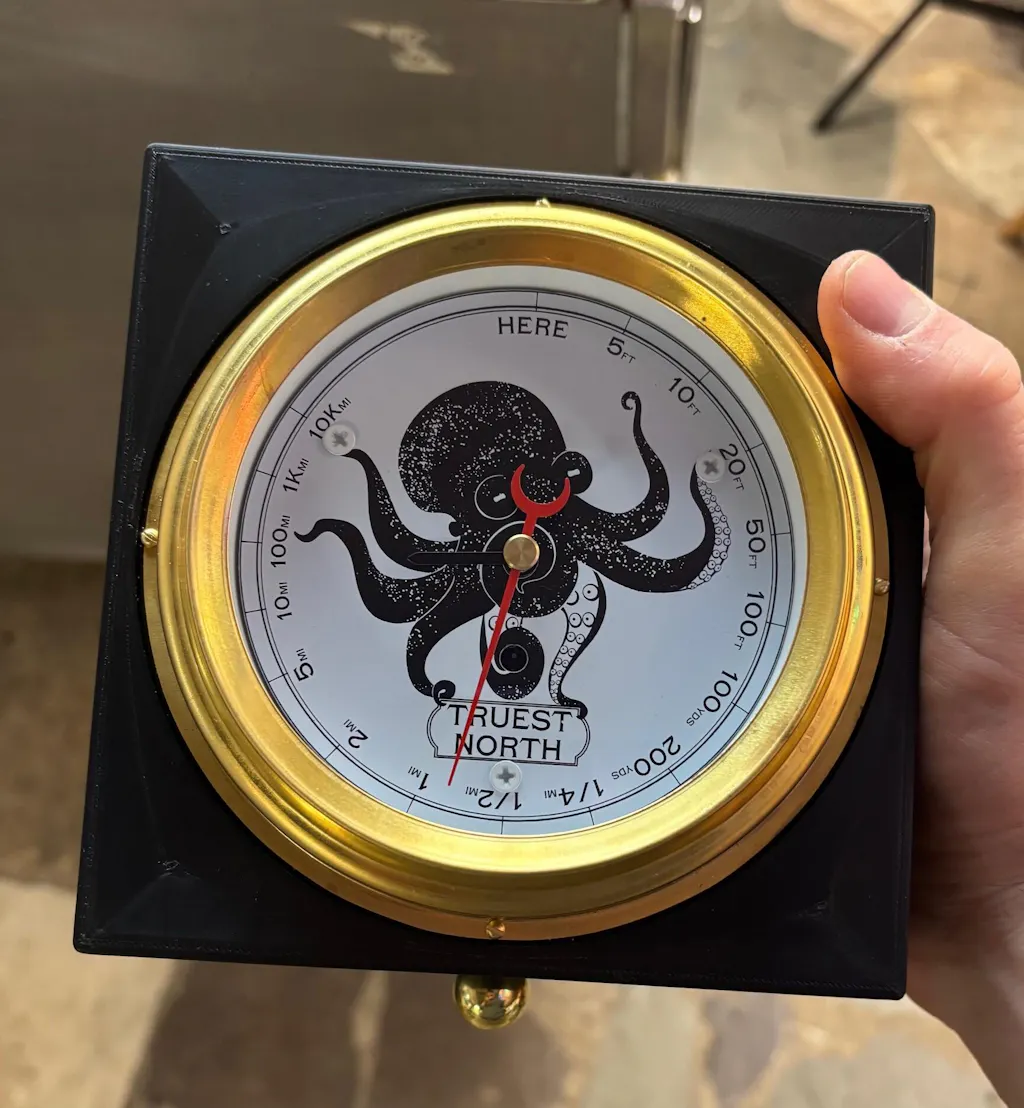 HERE
5FT
10FT
20FT
50FT
100FT
100YDS
200YDS
1/4MI
1/2MI
1MI
2MI
5MI
10MI
100MI
1KMI
10KMI
TRUEST
NORTH